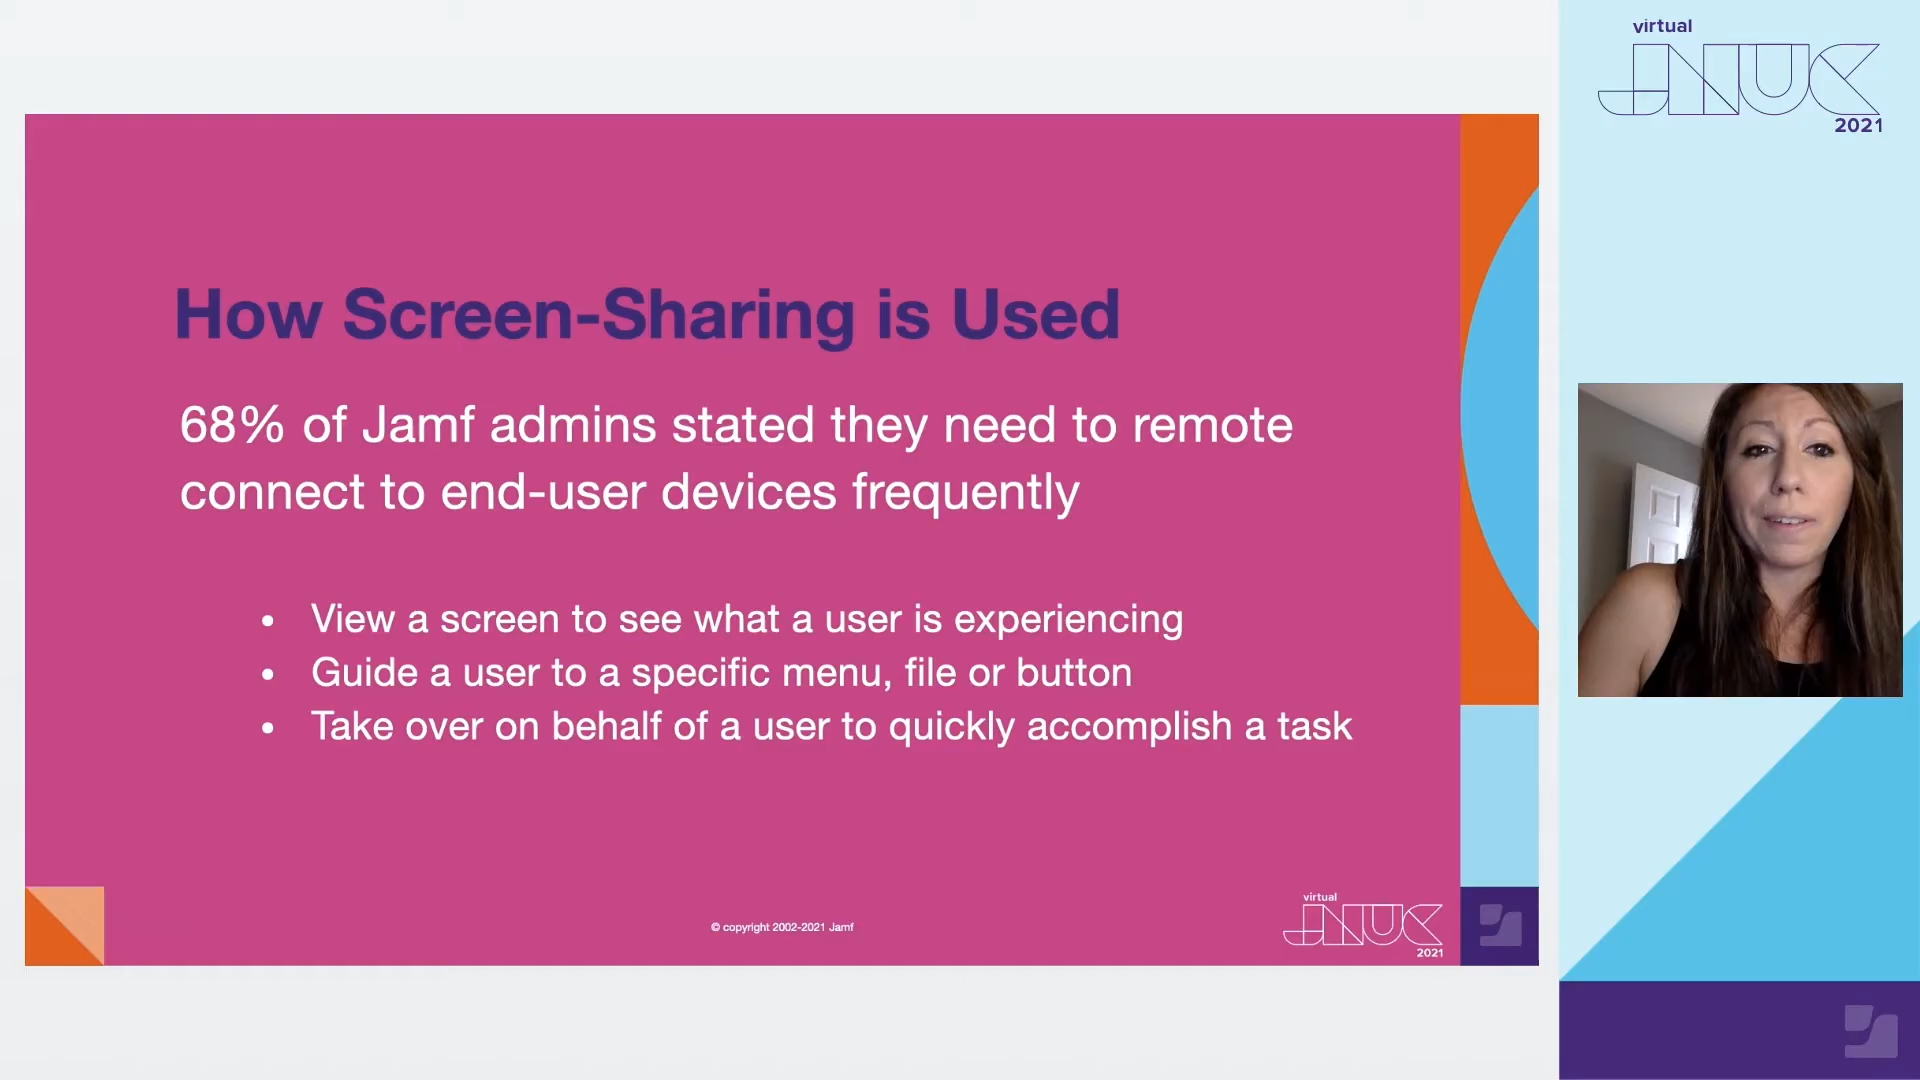 How Screen-Sharing is Used
68% of Jamf admins stated they need to remote
connect to end-user devices frequently
• View a screen to see what a user is experiencing
• Guide a user to a specific menu, file or button
• Take over on behalf of a user to quickly accomplish a task
© copyright 2002-2021 Jamf
virtual
JNUC
2021
virtual
JNUC
2021